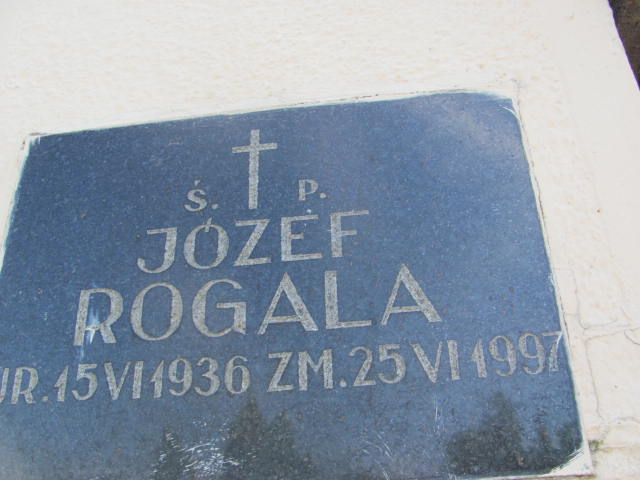 Ś. P.
JÓZEF
ROGALA
UR. 15 VI 1936 ZM. 25 VI 1997